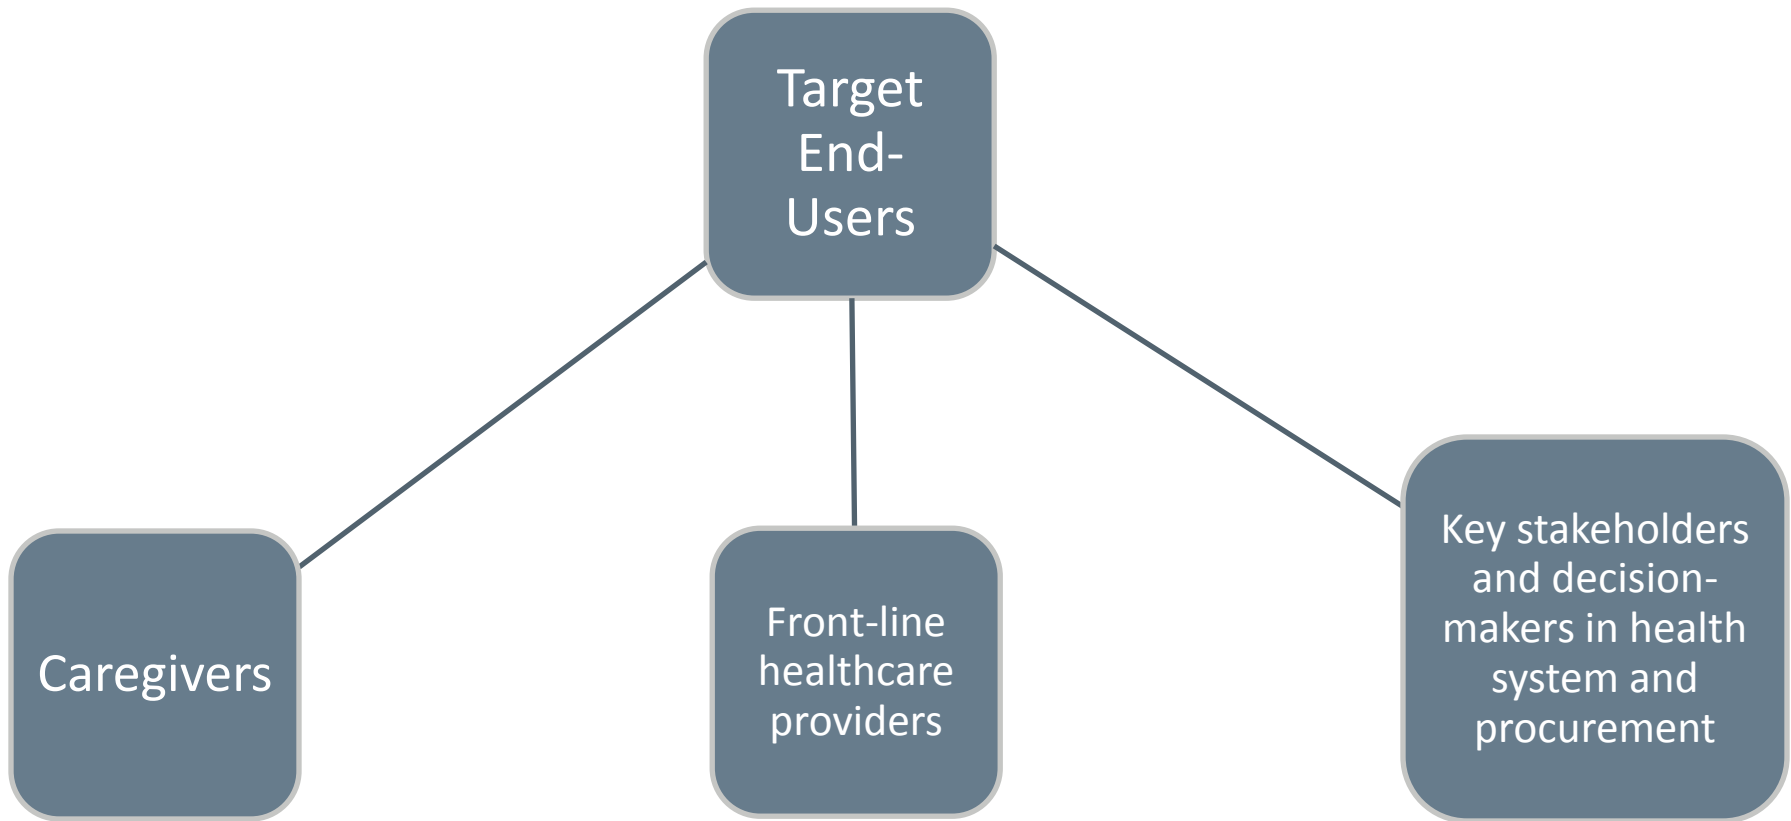 Target
End-
Users
Caregivers
Front-line
healthcare
providers
Key stakeholders
and decision-
makers in health
system and
procurement